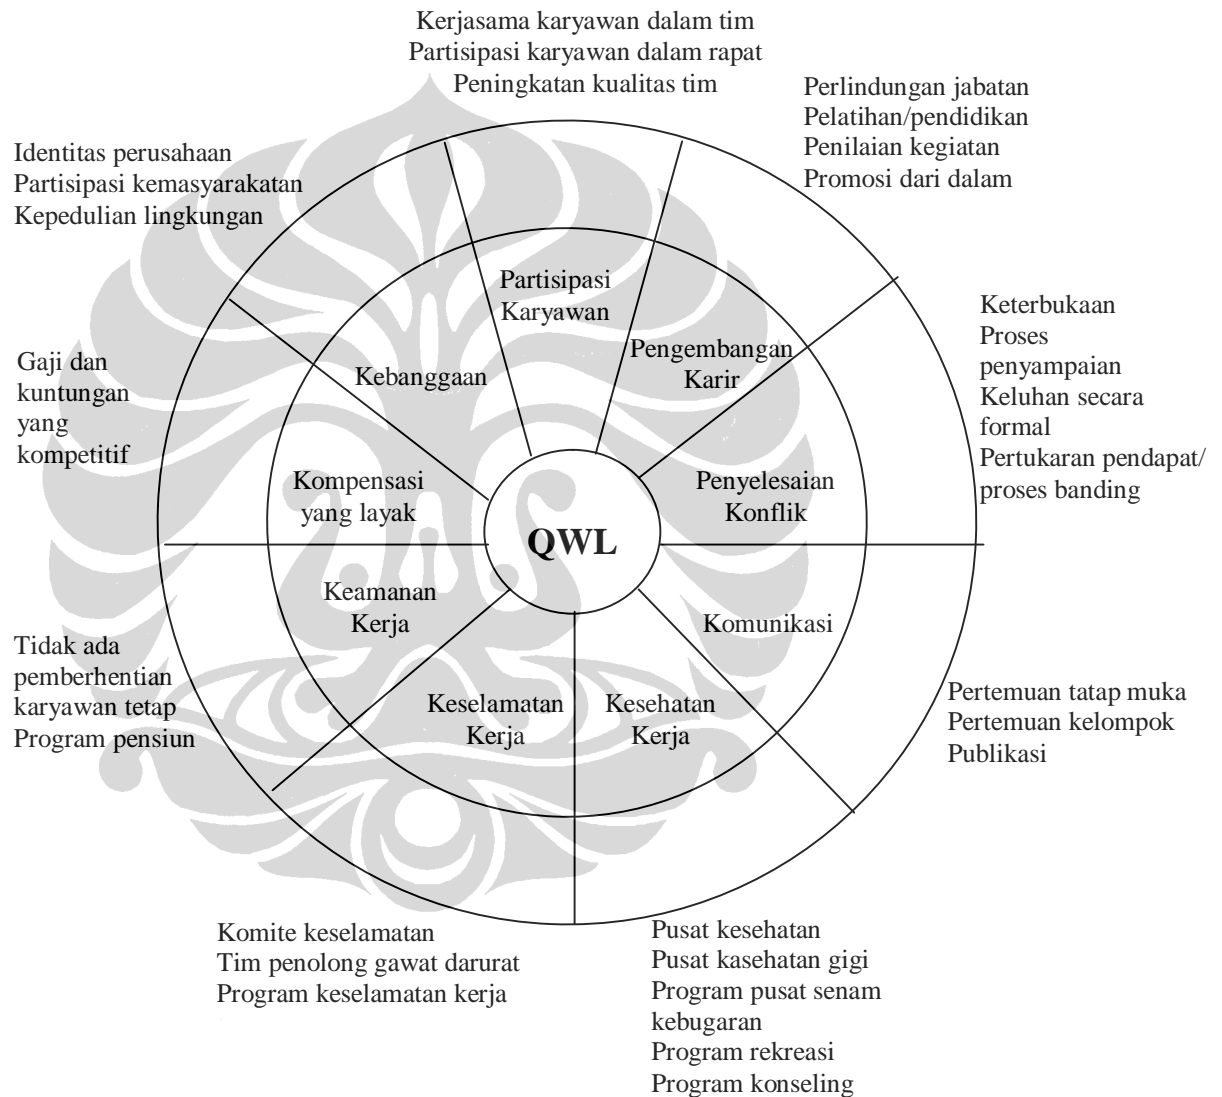 Kerjasama karyawan dalam tim
Partisipasi karyawan dalam rapat
Peningkatan kualitas tim
Perlindungan jabatan
Pelatihan/pendidikan
Penilaian kegiatan
Promosi dari dalam
Identitas perusahaan
Partisipasi kemasyarakatan
Kepedulian lingkungan
Partisipasi
Karyawan
Pengembangan
Karir
Kebanggaan
Keterbukaan
Proses
penyampaian
Keluhan secara
formal
Pertukaran pendapat/
proses banding
Gaji dan
kuntungan
yang
kompetitif
Kompensasi
yang layak
Penyelesaian
Konflik
QWL
Keamanan
Kerja
Komunikasi
Tidak ada
pemberhentian
karyawan tetap
Program pensiun
Keselamatan
Kerja
Kesehatan
Kerja
Pertemuan tatap muka
Pertemuan kelompok
Publikasi
Komite keselamatan
Tim penolong gawat darurat
Program keselamatan kerja
Pusat kesehatan
Pusat kasehatan gigi
Program pusat senam
kebugaran
Program rekreasi
Program konseling